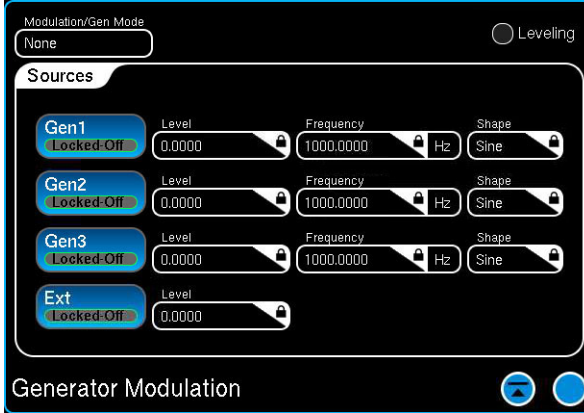 Modulation/Gen Mode
None
Leveling
Sources
Gen1
Locked-Off
Level
0.0000
Frequency
1000.0000
Hz
Shape
Sine
Gen2
Locked-Off
Level
0.0000
Frequency
1000.0000
Hz
Shape
Sine
Gen3
Locked-Off
Level
0.0000
Frequency
1000.0000
Hz
Shape
Sine
Ext
Locked-Off
Level
0.0000
Generator Modulation